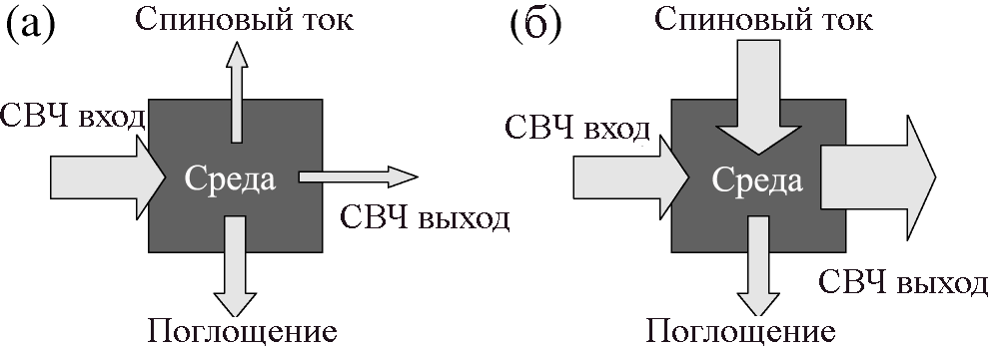 (а)
Спиновый ток
СВЧ вход
Среда
СВЧ выход
Поглощение
(б)
Спиновый ток
СВЧ вход
Среда
СВЧ выход
Поглощение